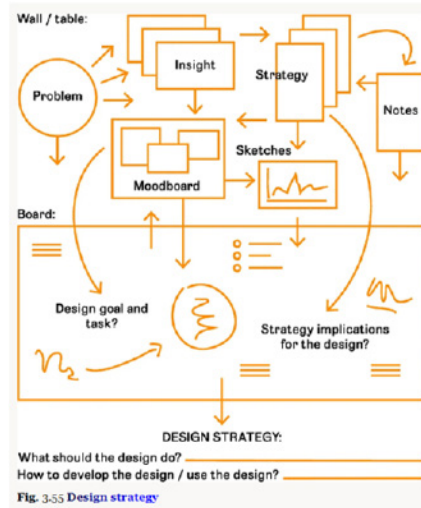 Wall / table:
Insight
Strategy
Problem
Notes
Sketches
Moodboard
Board:
Design goal and
task?
Strategy implications
for the design?
DESIGN STRATEGY:
What should the design do?
How to develop the design / use the design?
Fig. 3.55 Design strategy